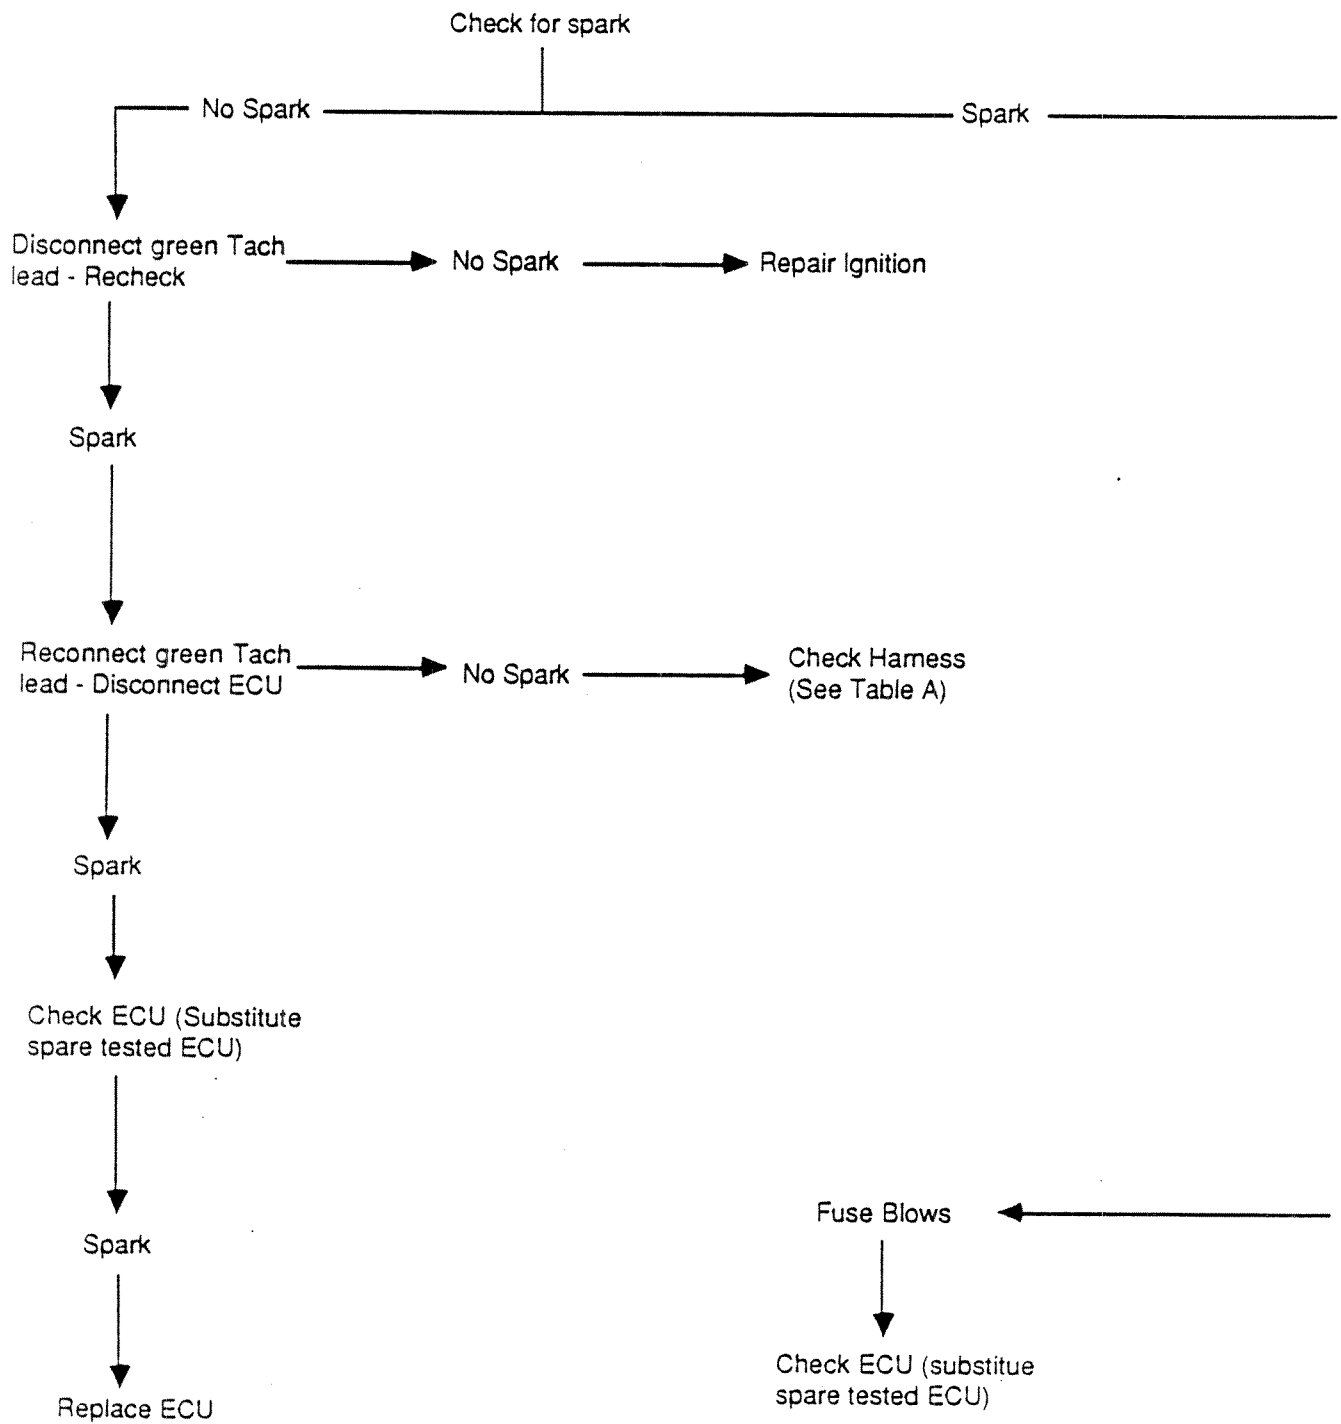 Check for spark
No Spark
Spark
Disconnect green Tach
lead - Recheck
No Spark
Repair Ignition
Spark
Reconnect green Tach
lead - Disconnect ECU
No Spark
Check Harness
(See Table A)
Spark
Check ECU (Substitute
spare tested ECU)
Fuse Blows
Spark
Check ECU (substitue
spare tested ECU)
Replace ECU